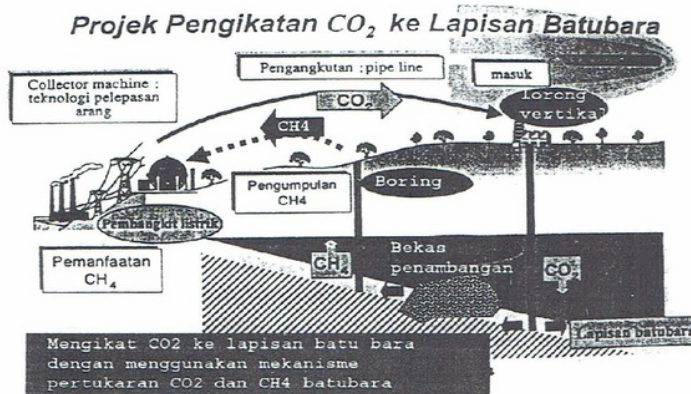 Projek Pengikatan CO₂ ke Lapisan Batubara
Collector machine ;
teknologi pelepasan
arang
Pengangkutan ; pipe line
masuk
CO₂
lorong
vertikal
CH4
Pengumpulan
CH4
Boring
Pembangkit listrik
Pemanfaatan
CH₄
CH₄
Bekas
penambangan
CO₂
Lapisan batubara
Mengikat CO2 ke lapisan batu bara
dengan menggunakan mekanisme
pertukaran CO2 dan CH4 batubara